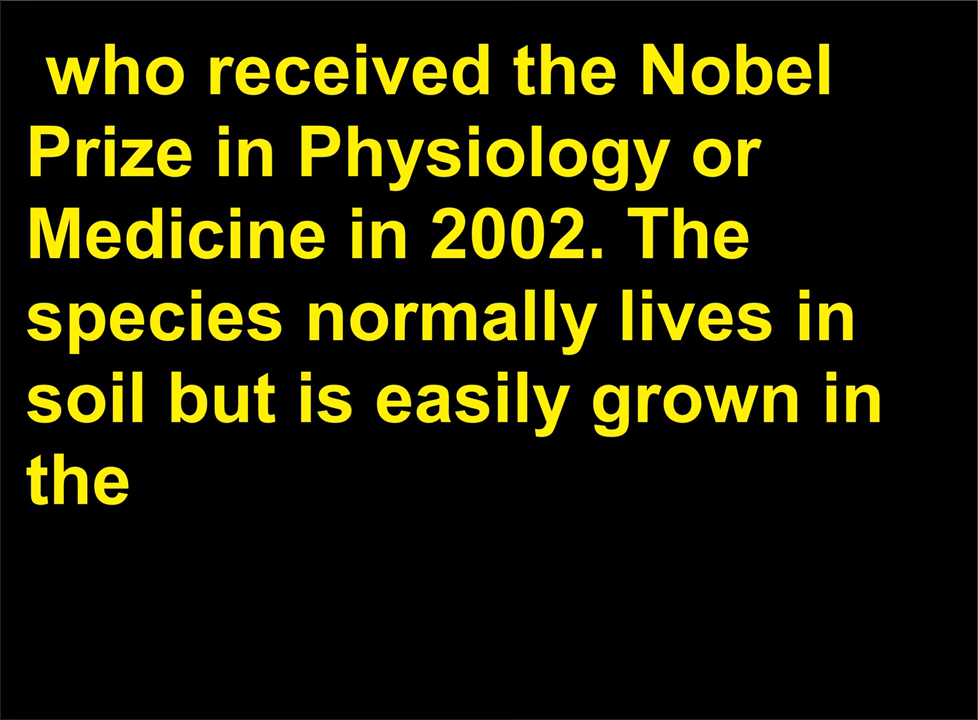 who received the Nobel
Prize in Physiology or
Medicine in 2002. The
species normally lives in
soil but is easily grown in
the